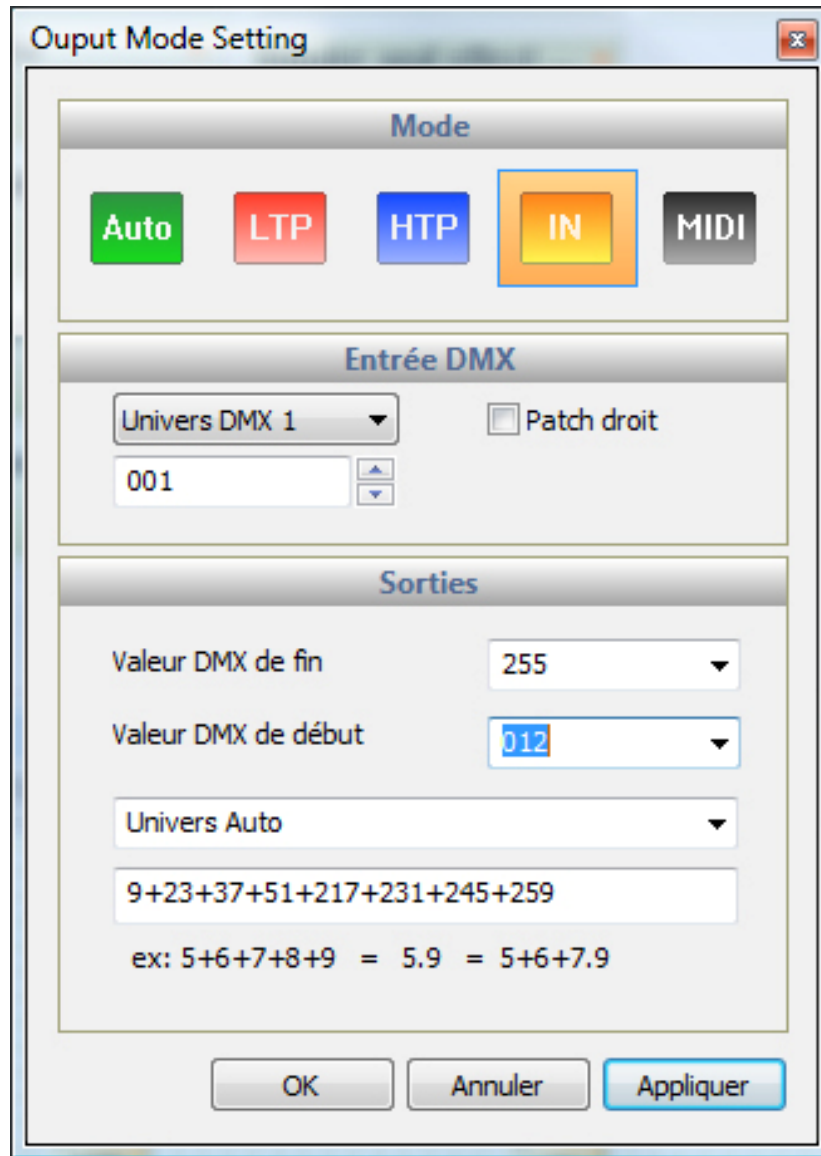 Ouput Mode Setting
Mode
Auto LTP HTP IN MIDI
Entrée DMX
Univers DMX 1 Patch droit
001
Sorties
Valeur DMX de fin 255
Valeur DMX de début 012
Univers Auto
9+23+37+51+217+231+245+259
ex: 5+6+7+8+9 = 5.9 = 5+6+7.9
OK Annuler Appliquer